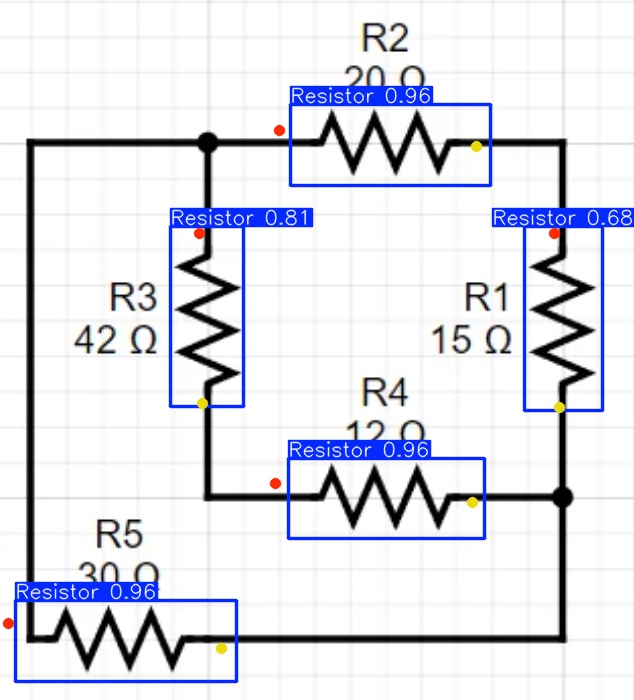 R2
20 Ω
Resistor 0.96
Resistor 0.81
Resistor 0.68
R3
42 Ω
R1
15 Ω
R4
12 Ω
Resistor 0.96
R5
30 Ω
Resistor 0.96